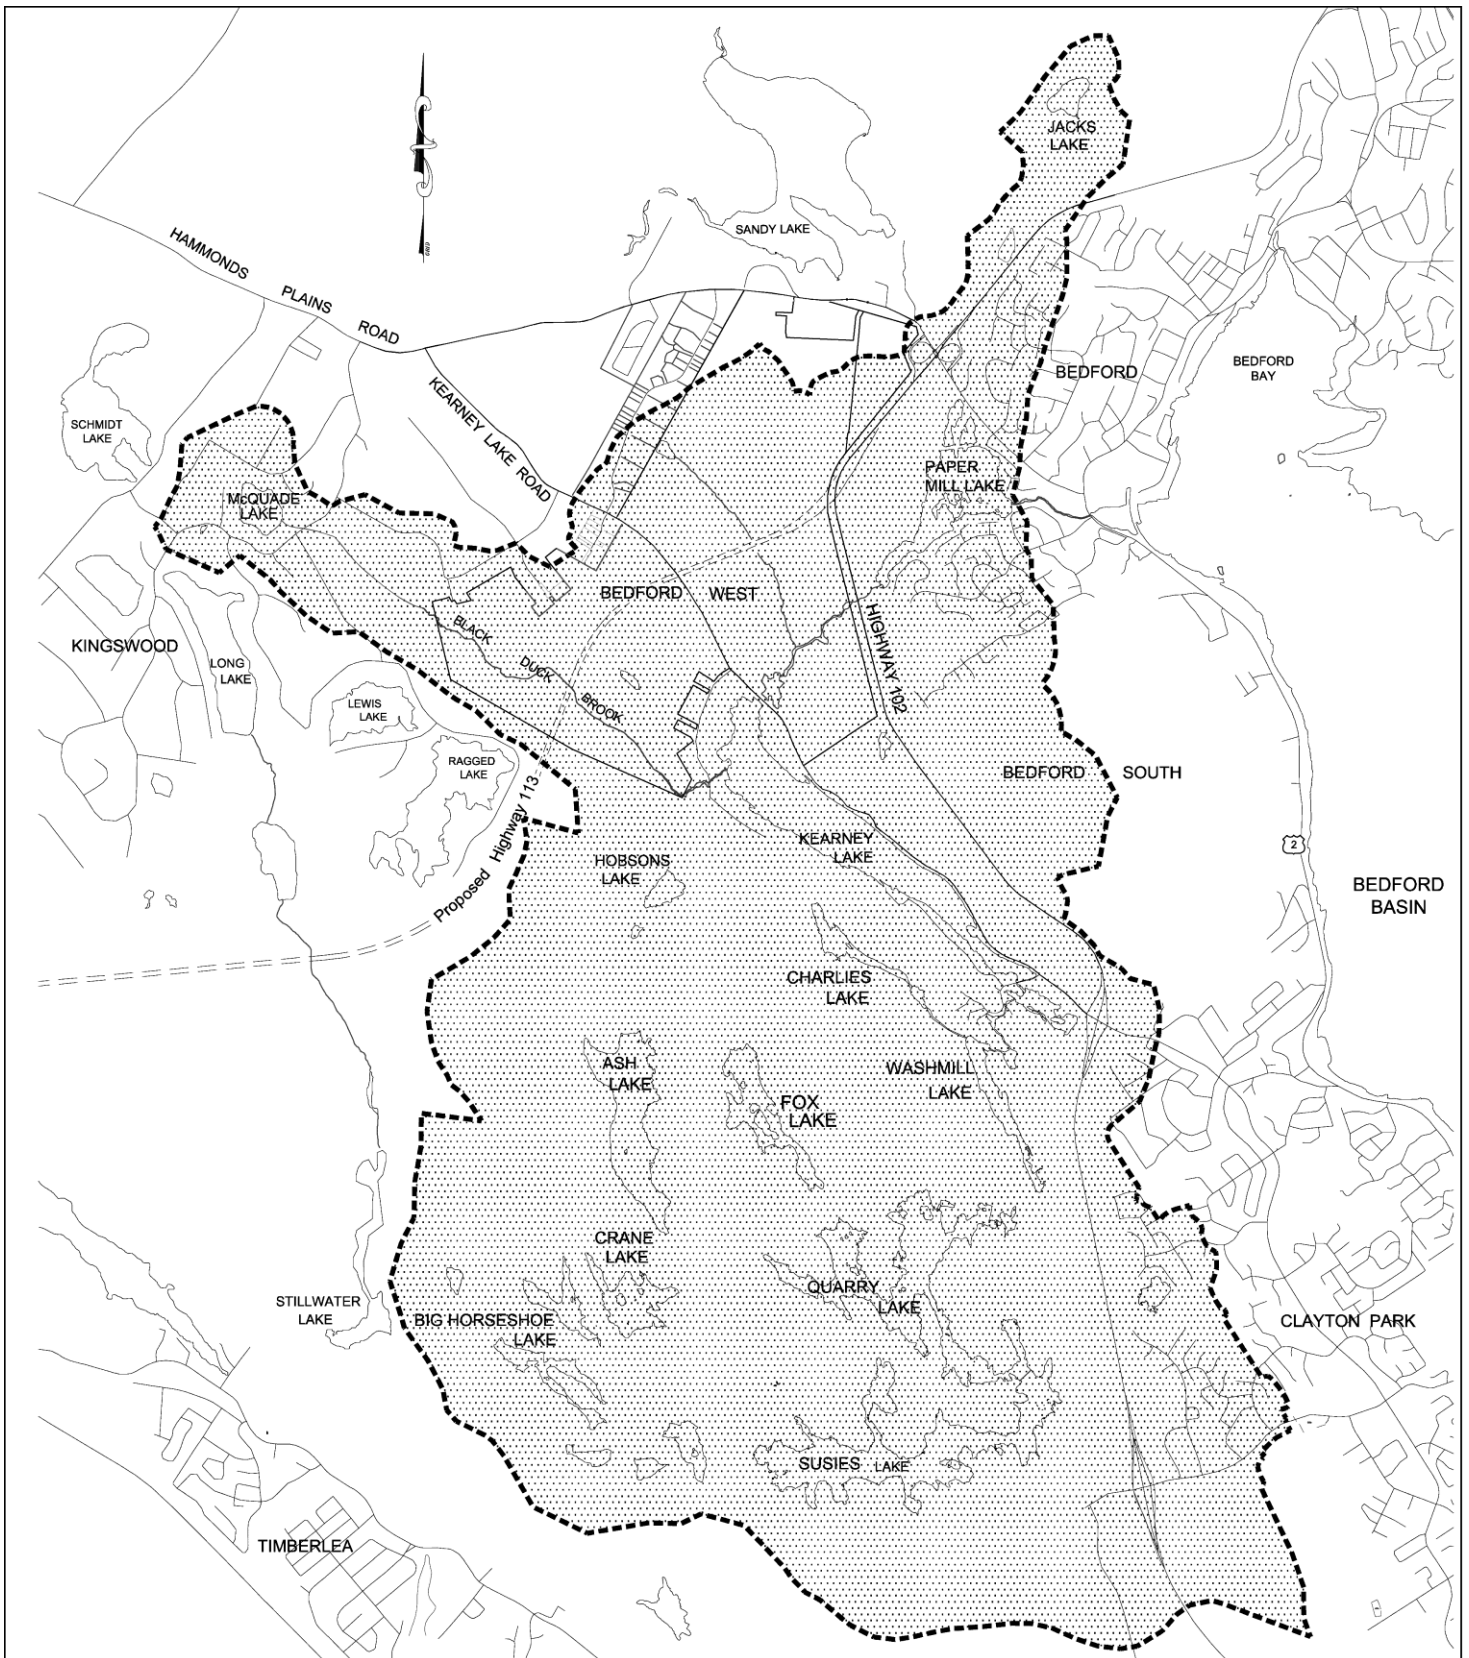 JACKS
LAKE
SANDY LAKE
HAMMONDS PLAINS ROAD
BEDFORD
BAY
BEDFORD
KEARNEY LAKE ROAD
SCHMIDT
LAKE
PAPER
MILL LAKE
McQUADE
LAKE
BEDFORD WEST
BLACK DUCK BROOK
HIGHWAY 102
KINGSWOOD
LONG
LAKE
LEWIS
LAKE
RAGGED
LAKE
BEDFORD SOUTH
Proposed Highway 113
KEARNEY
LAKE
2
HOBSONS
LAKE
BEDFORD
BASIN
CHARLIES
LAKE
ASH
LAKE
WASHMILL
LAKE
FOX
LAKE
CRANE
LAKE
QUARRY
LAKE
STILLWATER
LAKE
BIG HORSESHOE
LAKE
CLAYTON PARK
SUSIES LAKE
TIMBERLEA